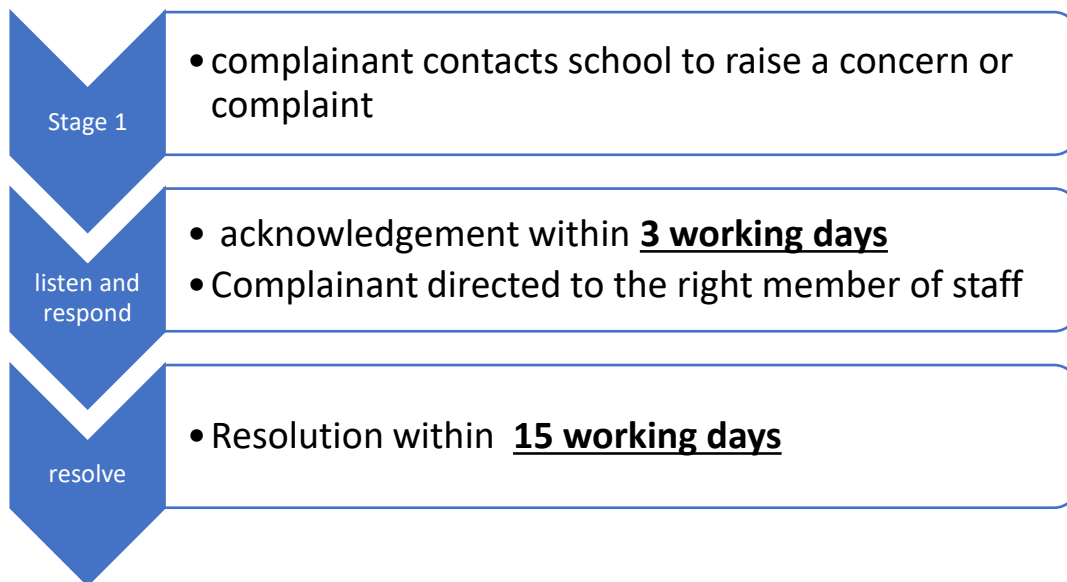 Stage 1
• complainant contacts school to raise a concern or
complaint
listen and
respond
• acknowledgement within 3 working days
• Complainant directed to the right member of staff
resolve
• Resolution within 15 working days